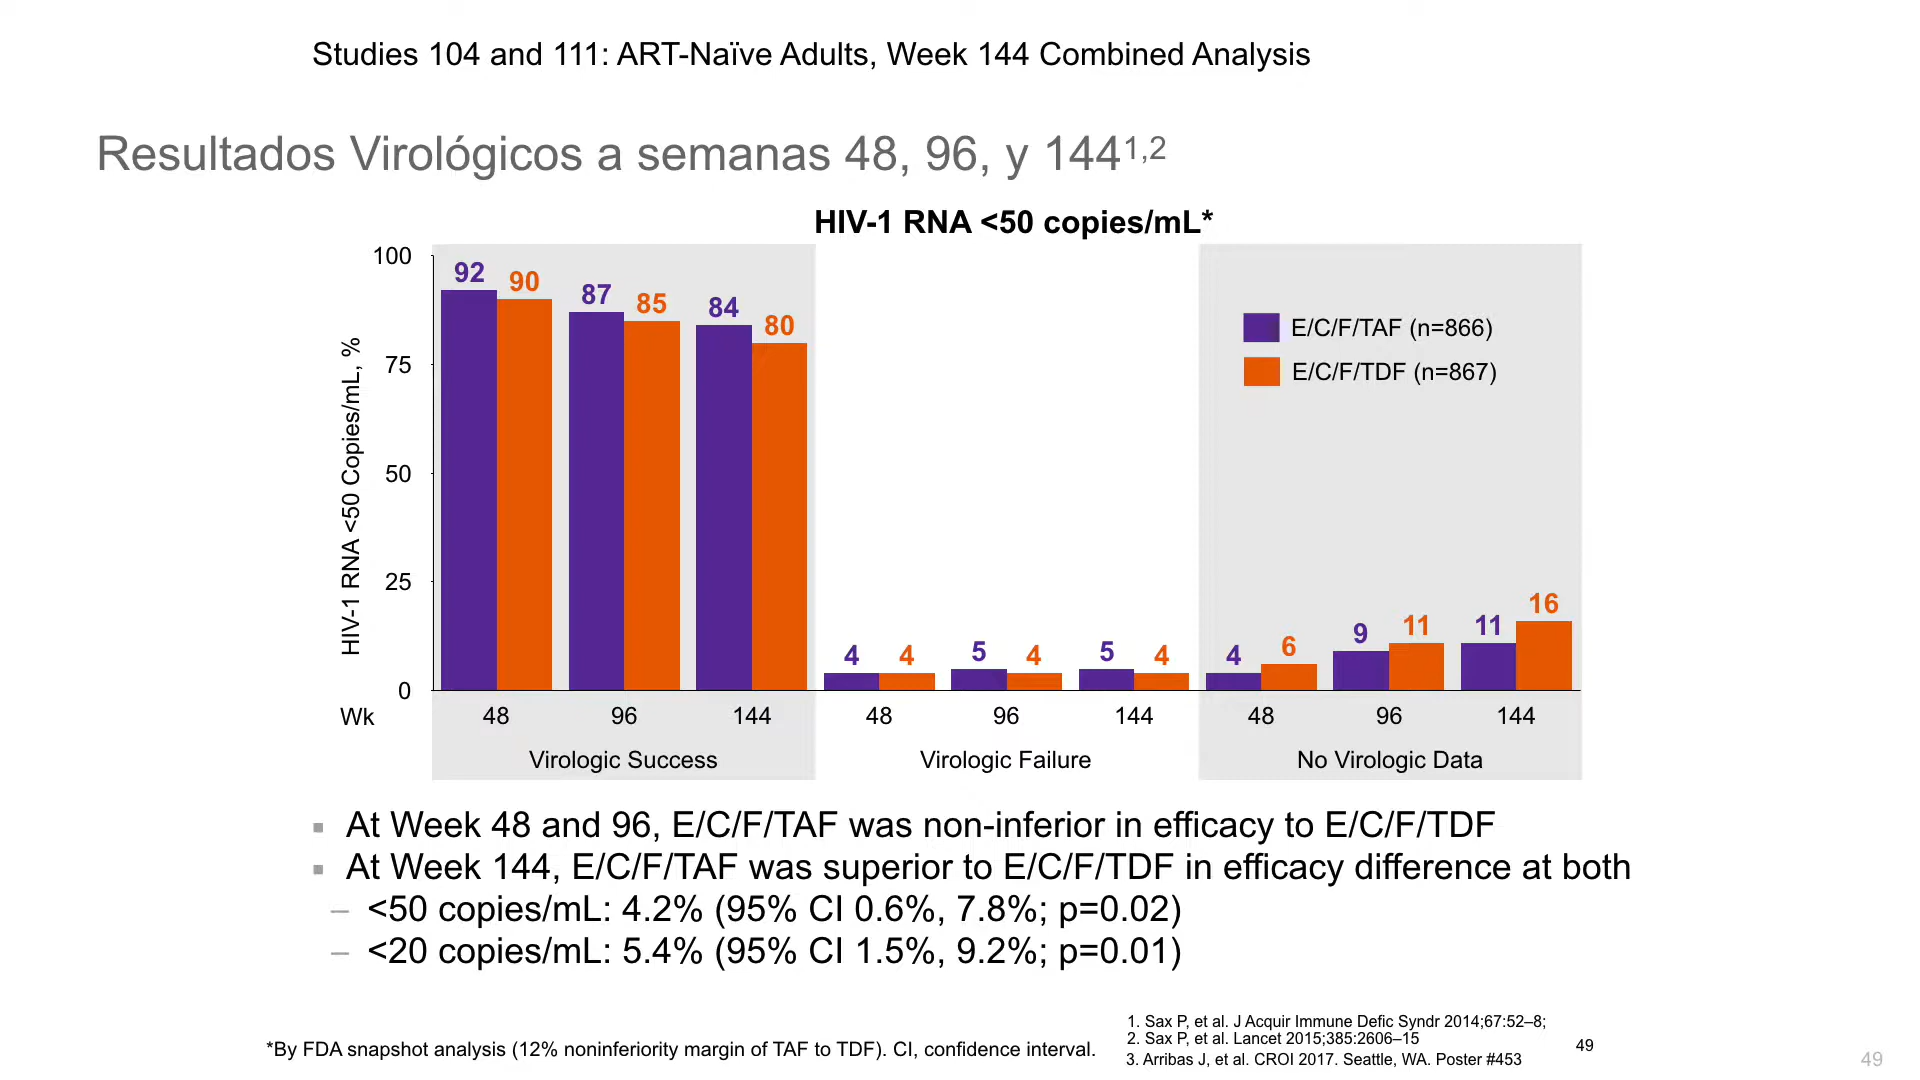 Studies 104 and 111: ART-Naïve Adults, Week 144 Combined Analysis
Resultados Virológicos a semanas 48, 96, y 144¹,²
HIV-1 RNA <50 copies/mL*
HIV-1 RNA <50 Copies/mL, %
100
75
50
25
0
92 90 87 85 84 80
4 4 5 4 5 4
4 6 9 11 11 16
E/C/F/TAF (n=866)
E/C/F/TDF (n=867)
Wk 48 96 144 48 96 144 48 96 144
Virologic Success Virologic Failure No Virologic Data
▪ At Week 48 and 96, E/C/F/TAF was non-inferior in efficacy to E/C/F/TDF
▪ At Week 144, E/C/F/TAF was superior to E/C/F/TDF in efficacy difference at both
– <50 copies/mL: 4.2% (95% CI 0.6%, 7.8%; p=0.02)
– <20 copies/mL: 5.4% (95% CI 1.5%, 9.2%; p=0.01)
*By FDA snapshot analysis (12% noninferiority margin of TAF to TDF). CI, confidence interval.
1. Sax P, et al. J Acquir Immune Defic Syndr 2014;67:52–8;
2. Sax P, et al. Lancet 2015;385:2606–15
3. Arribas J, et al. CROI 2017. Seattle, WA. Poster #453
49
49